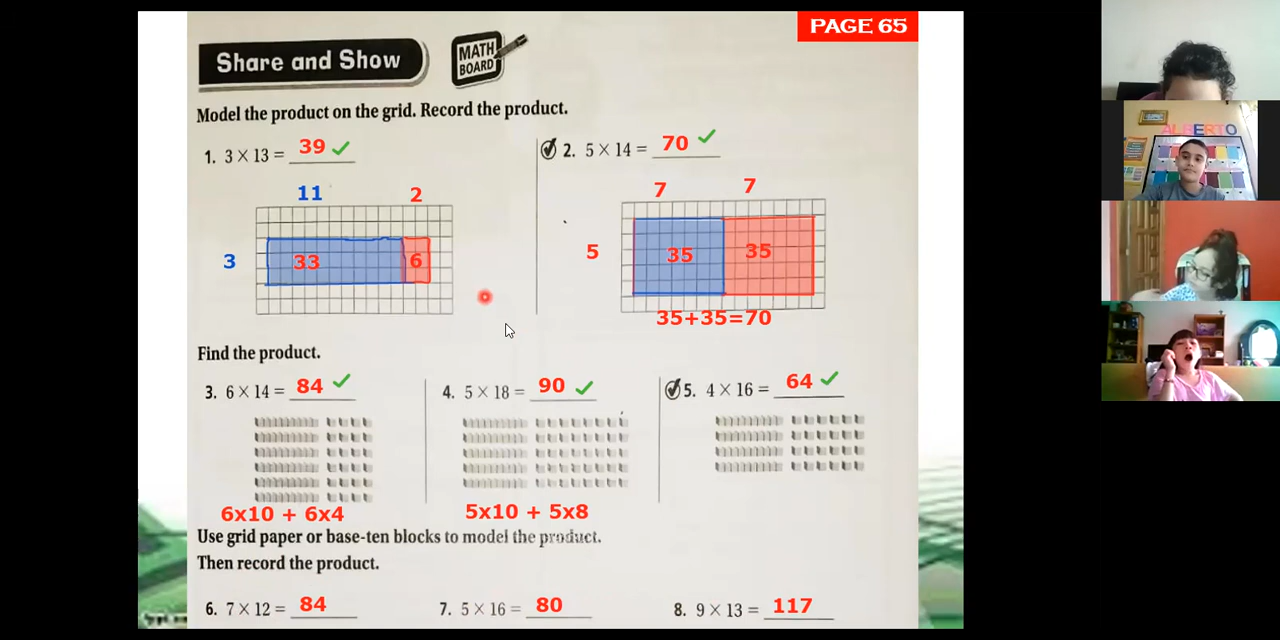 PAGE 65
Share and Show
MATH BOARD
Model the product on the grid. Record the product.
1. 3 × 13 = 39 ✓
2. 5 × 14 = 70 ✓
11 2
7 7
3 33 6
5 35 35
35+35=70
Find the product.
3. 6 × 14 = 84 ✓
4. 5 × 18 = 90 ✓
5. 4 × 16 = 64 ✓
6x10 + 6x4
5x10 + 5x8
Use grid paper or base-ten blocks to model the product.
Then record the product.
6. 7 × 12 = 84
7. 5 × 16 = 80
8. 9 × 13 = 117
ALBERTO